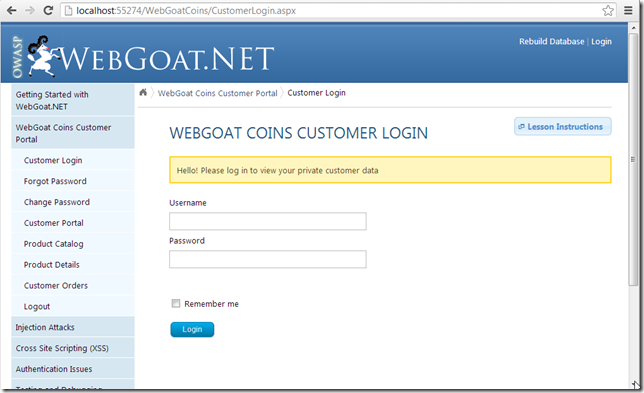 localhost:55274/WebGoatCoins/CustomerLogin.aspx
OWASP
WEBGOAT.NET
Rebuild Database | Login
Getting Started with
WebGoat.NET
WebGoat Coins Customer
Portal
Customer Login
Forgot Password
Change Password
Customer Portal
Product Catalog
Product Details
Customer Orders
Logout
Injection Attacks
Cross Site Scripting (XSS)
Authentication Issues
Testing and Debugging
WebGoat Coins Customer Portal
Customer Login
WEBGOAT COINS CUSTOMER LOGIN
Lesson Instructions
Hello! Please log in to view your private customer data
Username
Password
Remember me
Login